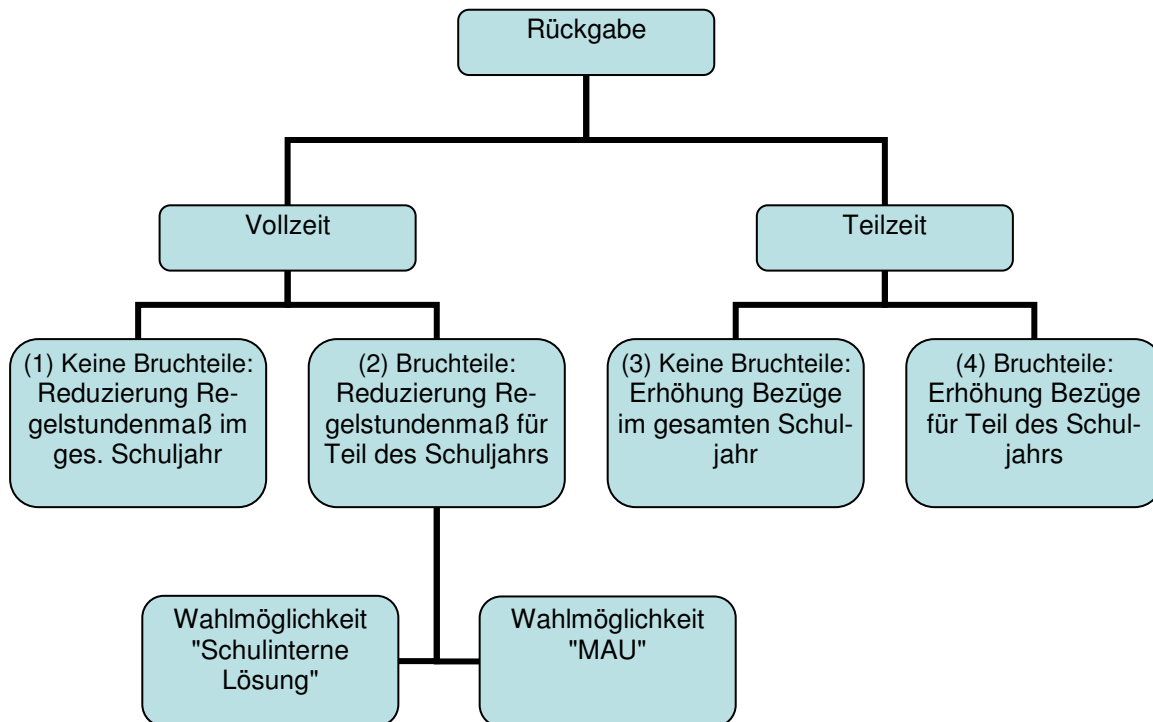 Rückgabe
Vollzeit
Teilzeit
(1) Keine Bruchteile:
Reduzierung Re-
gelstundenmaß im
ges. Schuljahr
(2) Bruchteile:
Reduzierung Re-
gelstundenmaß für
Teil des Schuljahrs
(3) Keine Bruchteile:
Erhöhung Bezüge
im gesamten Schul-
jahr
(4) Bruchteile:
Erhöhung Bezüge
für Teil des Schul-
jahrs
Wahlmöglichkeit
"Schulinterne
Lösung"
Wahlmöglichkeit
"MAU"